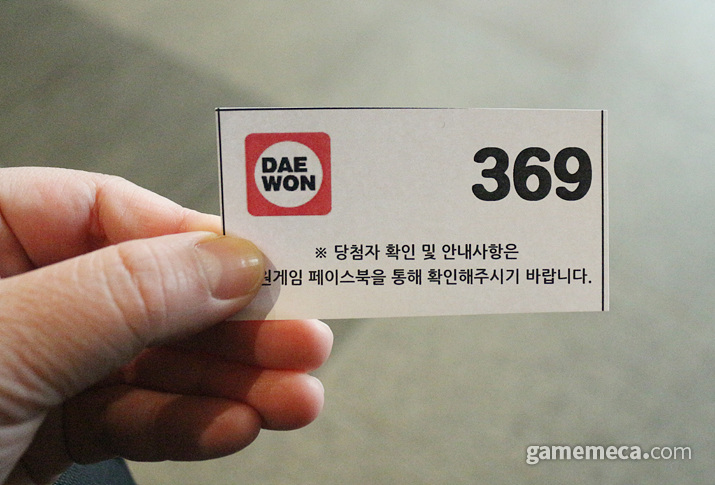 DAE
WON
369
※ 당첨자 확인 및 안내사항은
원게임 페이스북을 통해 확인해주시기 바랍니다.
gamemeca.com